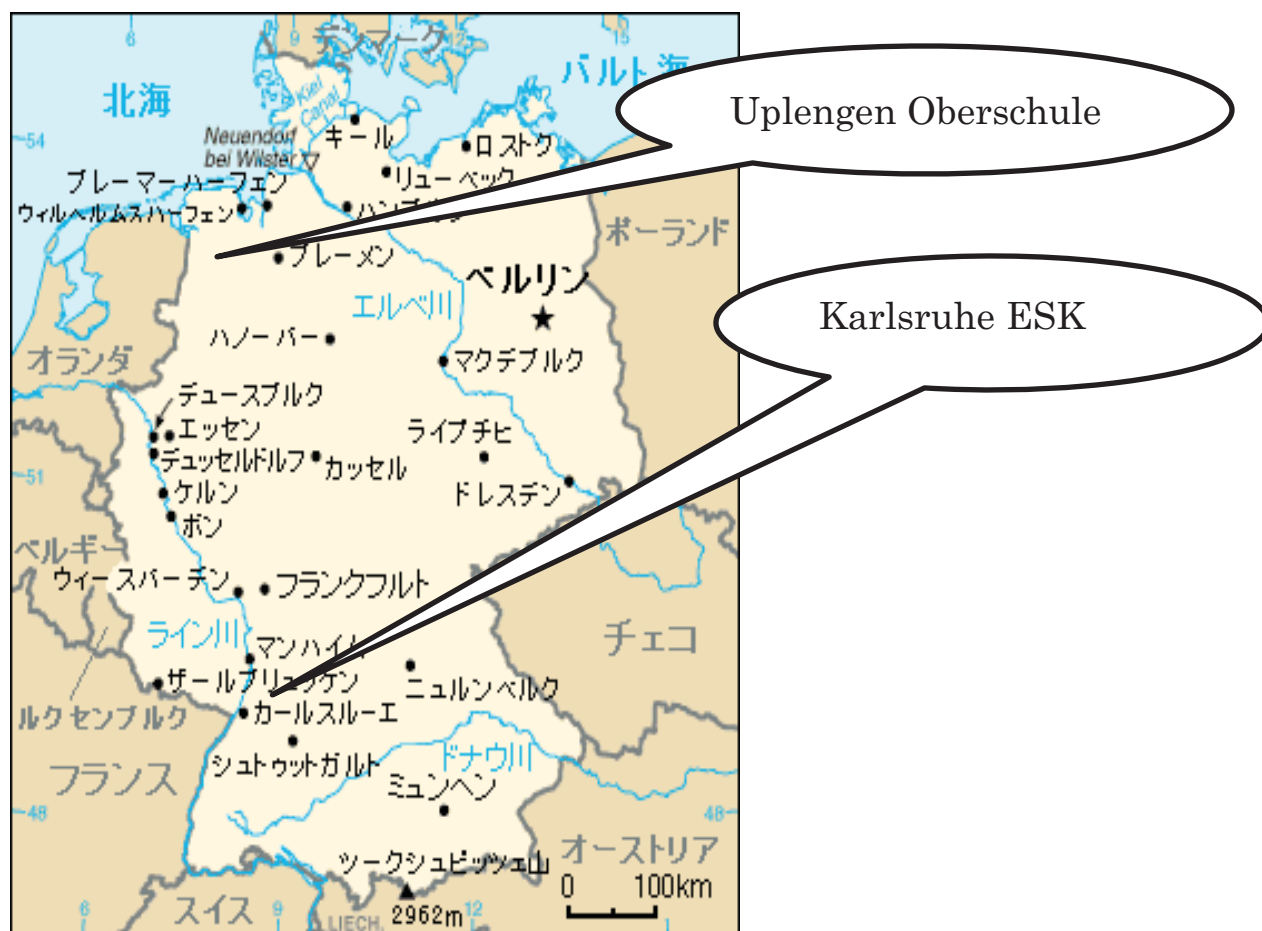 6
9
12
15
デンマーク
北海
バルト海
Kiel
Canal
Uplengen Oberschule
54
Neuendorf
bei Wilster
キール
ロストク
リューベック
ブレーマーハーフェン
ウィルヘルムスハーフェン
ハンブルク
ポーランド
ブレーメン
ベルリン
エルベ川
Karlsruhe ESK
ハノーバー
オランダ
マクデブルク
デュースブルク
エッセン
ライプチヒ
デュッセルドルフ
カッセル
51
ケルン
ドレスデン
ボン
ベルギー
ウィースバーデン
フランクフルト
ライン川
マンハイム
チェコ
ザールブリュッケン
ニュルンベルク
ルクセンブルク
カールスルーエ
シュトゥットガルト
ドナウ川
フランス
ミュンヘン
48
48
オーストリア
ツークシュピッツェ山
0 100km
スイス
6
9
LIECH.
2962m
12